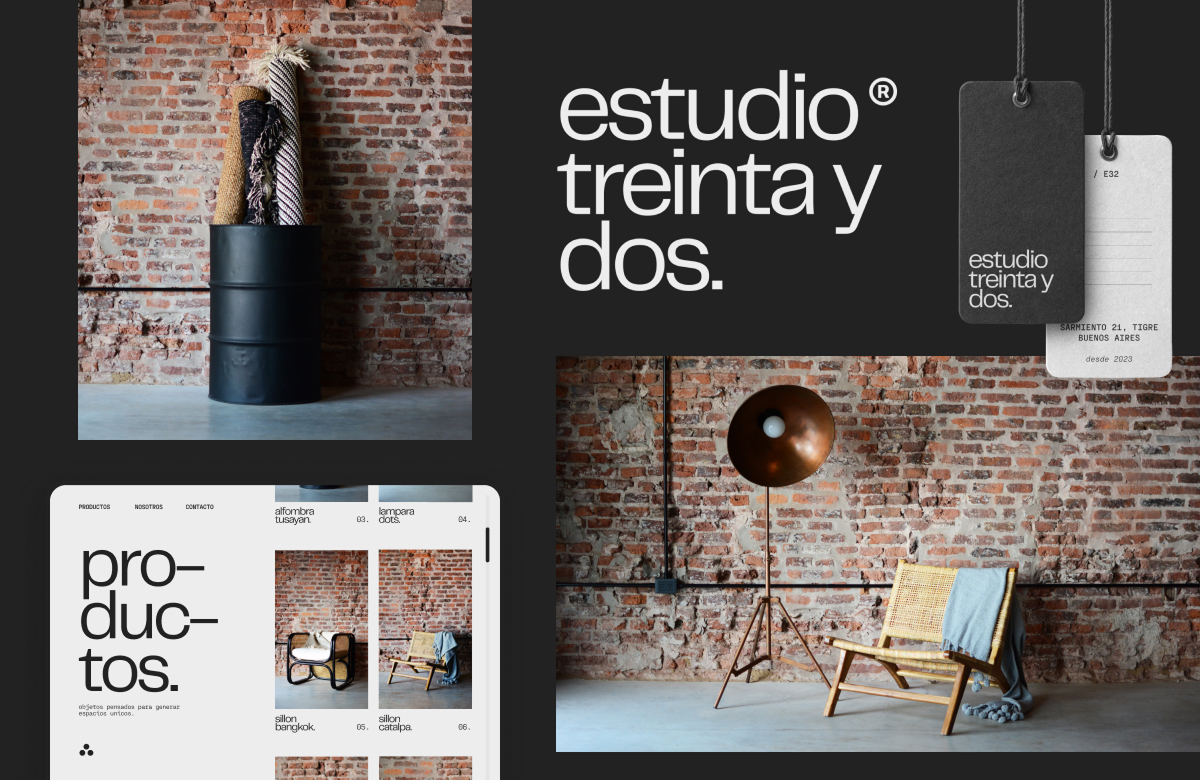 estudio®
treinta y
dos.
/ E32
estudio
treinta y
dos.
SARMIENTO 21, TIGRE
BUENOS AIRES
desde 2023
PRODUCTOS NOSOTROS CONTACTO
pro–
duc–
tos.
objetos pensados para generar
espacios unicos.
alfombra
tusayan. 03.
lampara
dots. 04.
sillon
bangkok. 05.
sillon
catalpa. 06.